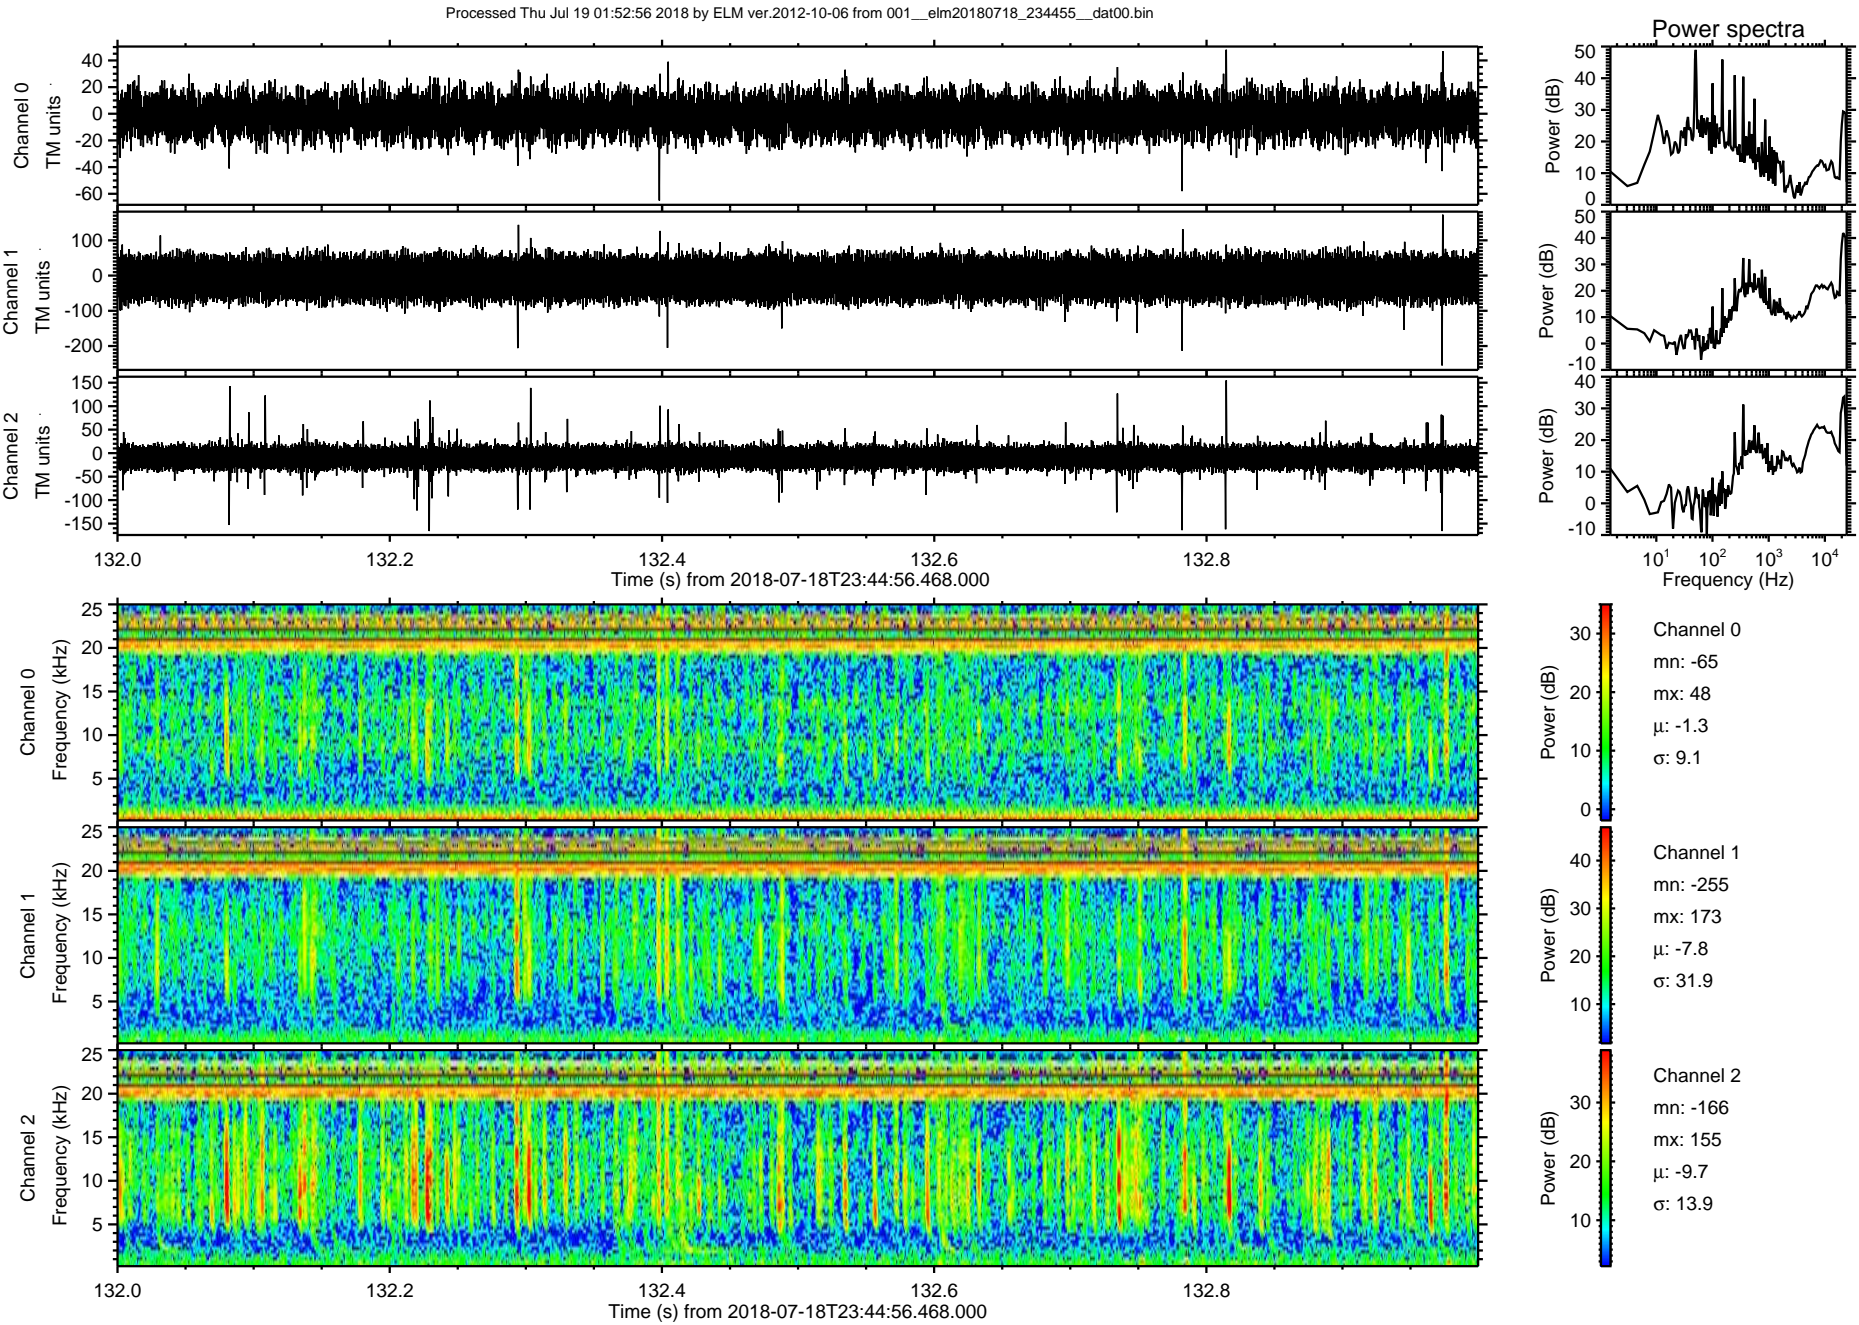 Processed Thu Jul 19 01:52:56 2018 by ELM ver.2012-10-06 from 001__elm20180718_234455__dat00.bin
Power spectra
Channel 0
TM units
40
20
0
-20
-40
-60
Power (dB)
50
40
30
20
10
0
Channel 1
TM units
100
0
-100
-200
Power (dB)
50
40
30
20
10
0
-10
Channel 2
TM units
150
100
50
0
-50
-100
-150
Power (dB)
40
30
20
10
0
-10
132.0 132.2 132.4 132.6 132.8
Time (s) from 2018-07-18T23:44:56.468.000
10¹ 10² 10³ 10⁴
Frequency (Hz)
Channel 0
Frequency (kHz)
25
20
15
10
5
Power (dB)
30
20
10
0
Channel 0
mn: -65
mx: 48
μ: -1.3
σ: 9.1
Channel 1
Frequency (kHz)
25
20
15
10
5
Power (dB)
40
30
20
10
Channel 1
mn: -255
mx: 173
μ: -7.8
σ: 31.9
Channel 2
Frequency (kHz)
25
20
15
10
5
Power (dB)
30
20
10
Channel 2
mn: -166
mx: 155
μ: -9.7
σ: 13.9
132.0 132.2 132.4 132.6 132.8
Time (s) from 2018-07-18T23:44:56.468.000